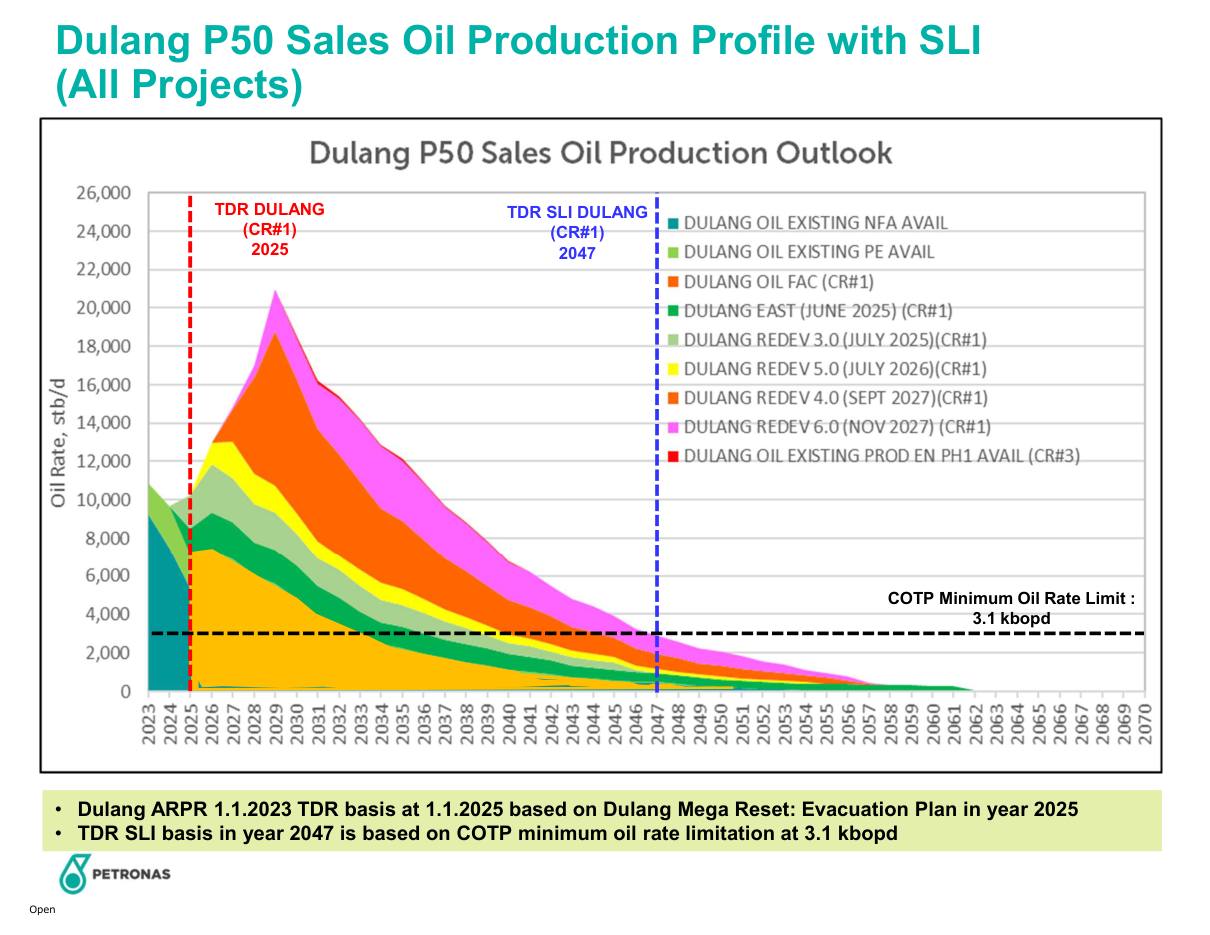 Dulang P50 Sales Oil Production Profile with SLI
(All Projects)
Dulang P50 Sales Oil Production Outlook
Oil Rate, stb/d
26,000
24,000
22,000
20,000
18,000
16,000
14,000
12,000
10,000
8,000
6,000
4,000
2,000
0
TDR DULANG
(CR#1)
2025
TDR SLI DULANG
(CR#1)
2047
DULANG OIL EXISTING NFA AVAIL
DULANG OIL EXISTING PE AVAIL
DULANG OIL FAC (CR#1)
DULANG EAST (JUNE 2025) (CR#1)
DULANG REDEV 3.0 (JULY 2025)(CR#1)
DULANG REDEV 5.0 (JULY 2026)(CR#1)
DULANG REDEV 4.0 (SEPT 2027)(CR#1)
DULANG REDEV 6.0 (NOV 2027) (CR#1)
DULANG OIL EXISTING PROD EN PH1 AVAIL (CR#3)
COTP Minimum Oil Rate Limit :
3.1 kbopd
2023 2024 2025 2026 2027 2028 2029 2030 2031 2032 2033 2034 2035 2036 2037 2038 2039 2040 2041 2042 2043 2044 2045 2046 2047 2048 2049 2050 2051 2052 2053 2054 2055 2056 2057 2058 2059 2060 2061 2062 2063 2064 2065 2066 2067 2068 2069 2070
• Dulang ARPR 1.1.2023 TDR basis at 1.1.2025 based on Dulang Mega Reset: Evacuation Plan in year 2025
• TDR SLI basis in year 2047 is based on COTP minimum oil rate limitation at 3.1 kbopd
PETRONAS
Open